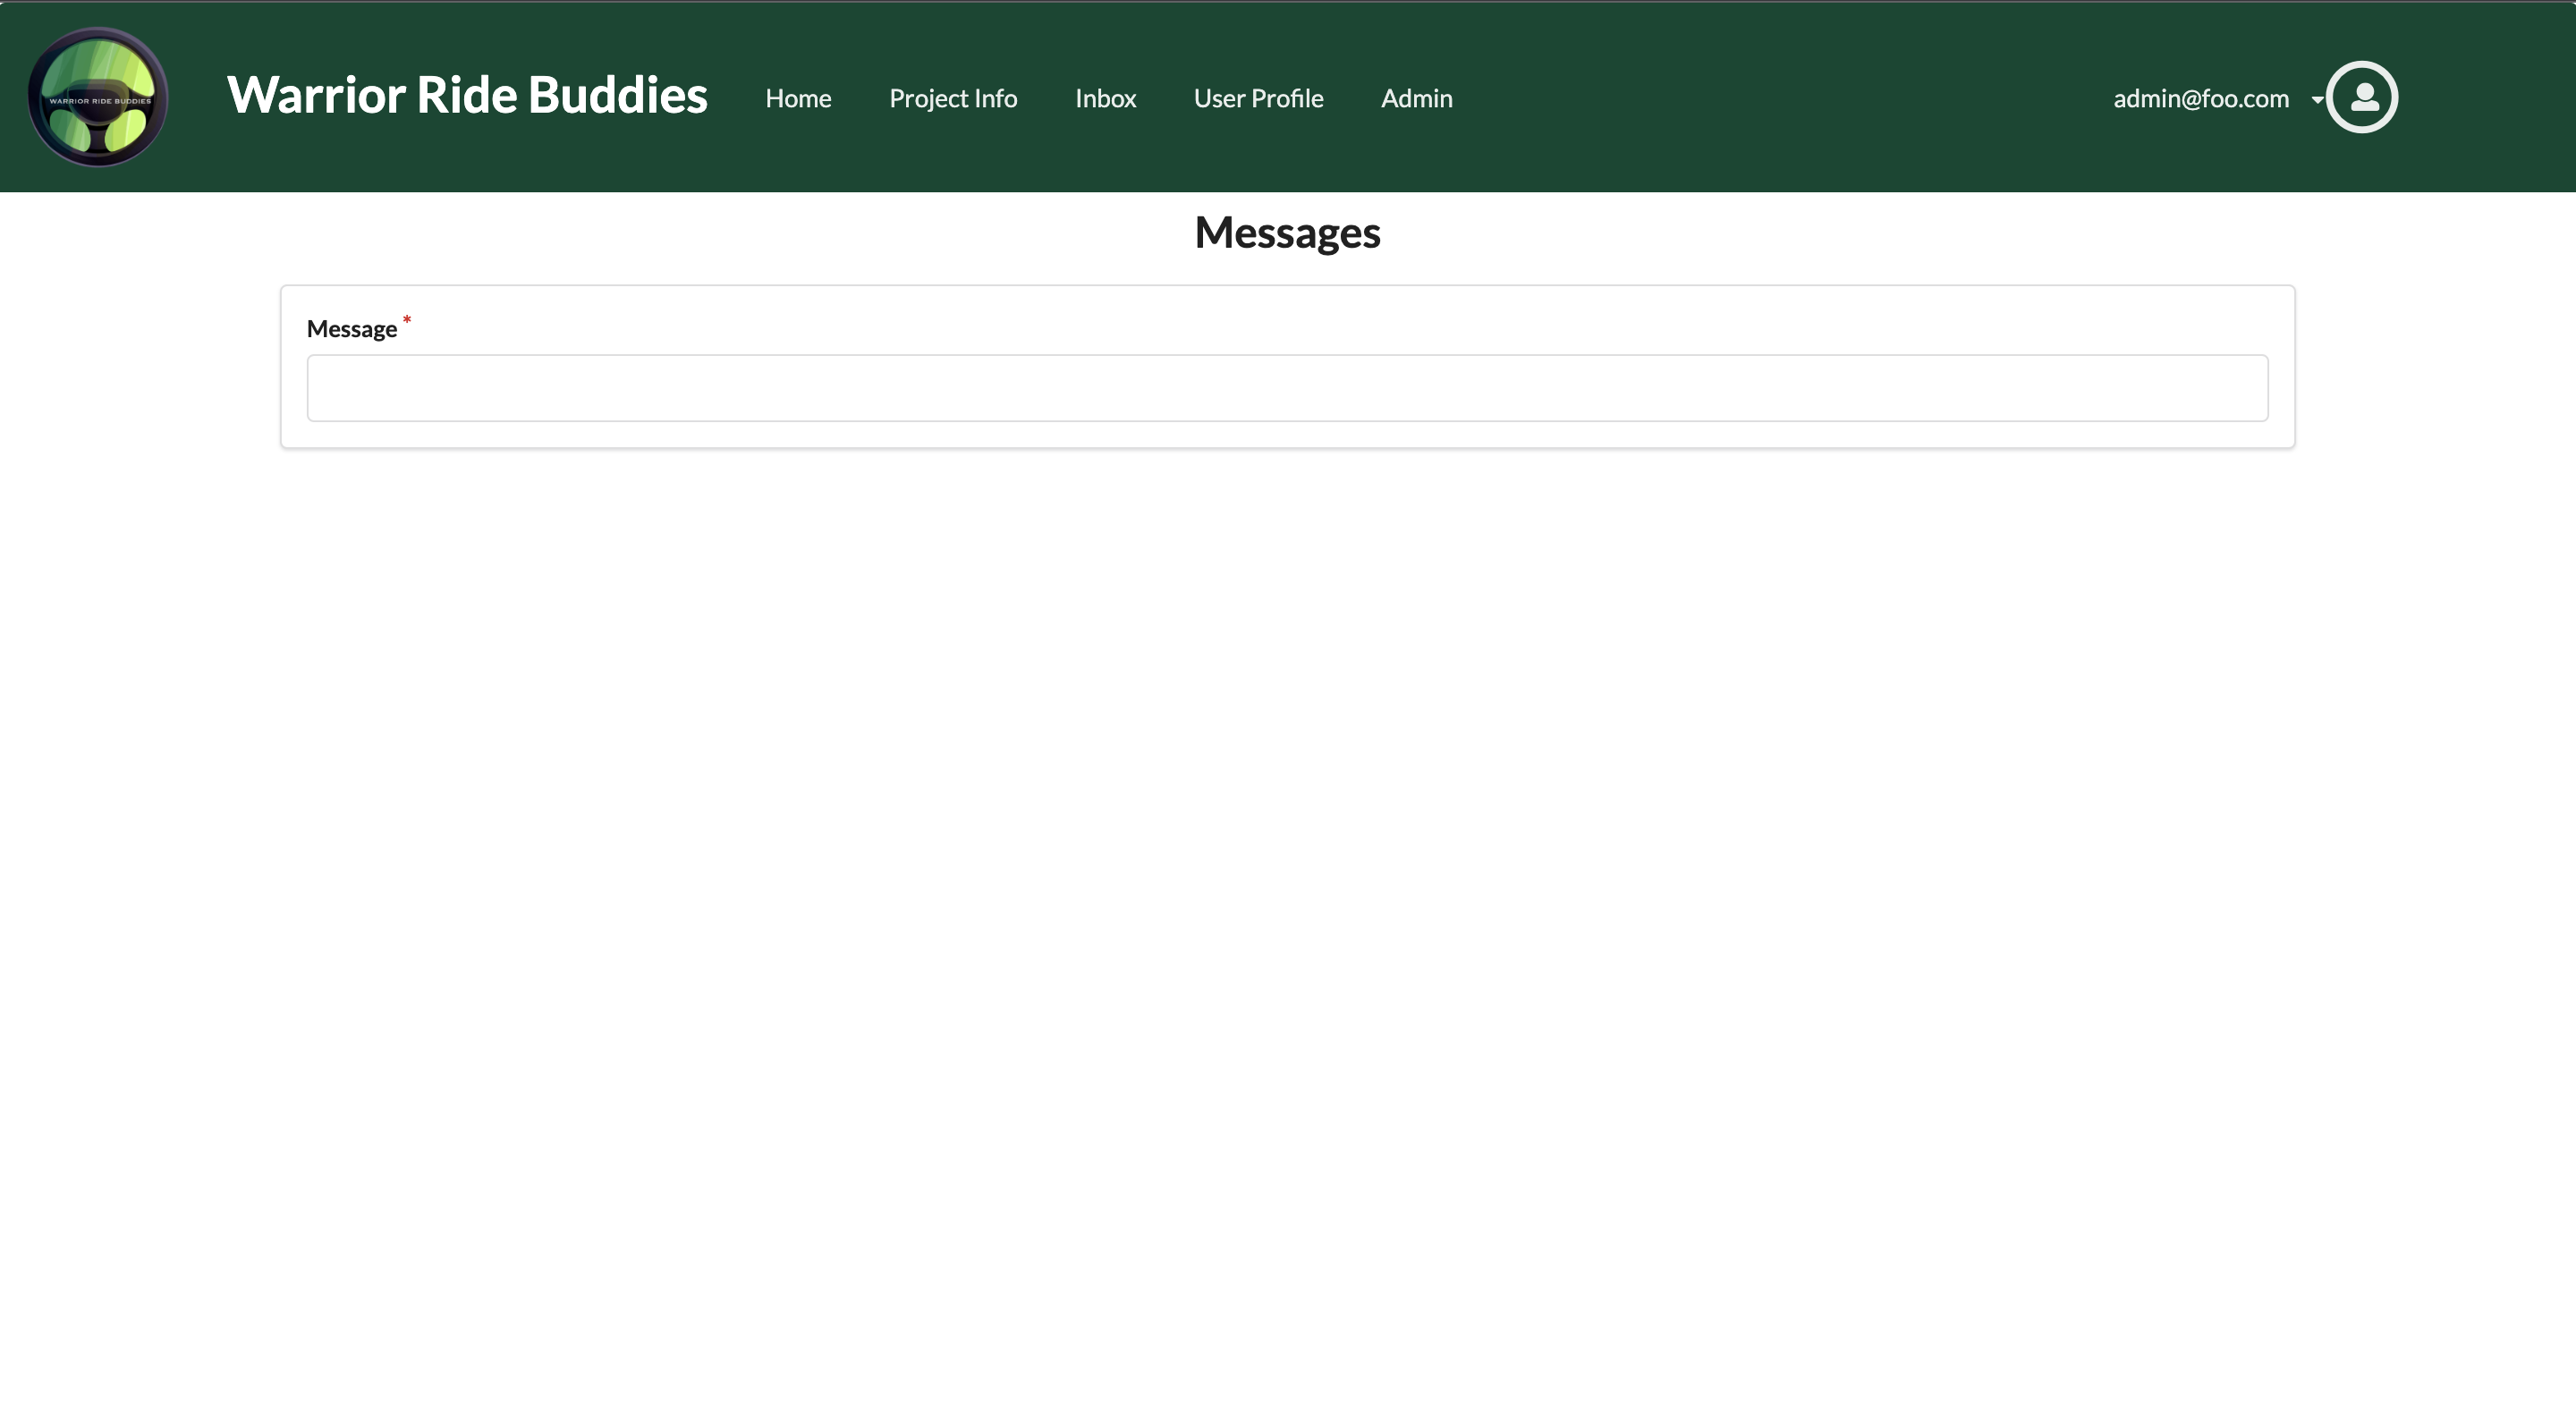 WARRIOR RIDE BUDDIES
Warrior Ride Buddies
Home
Project Info
Inbox
User Profile
Admin
admin@foo.com
Messages
Message *